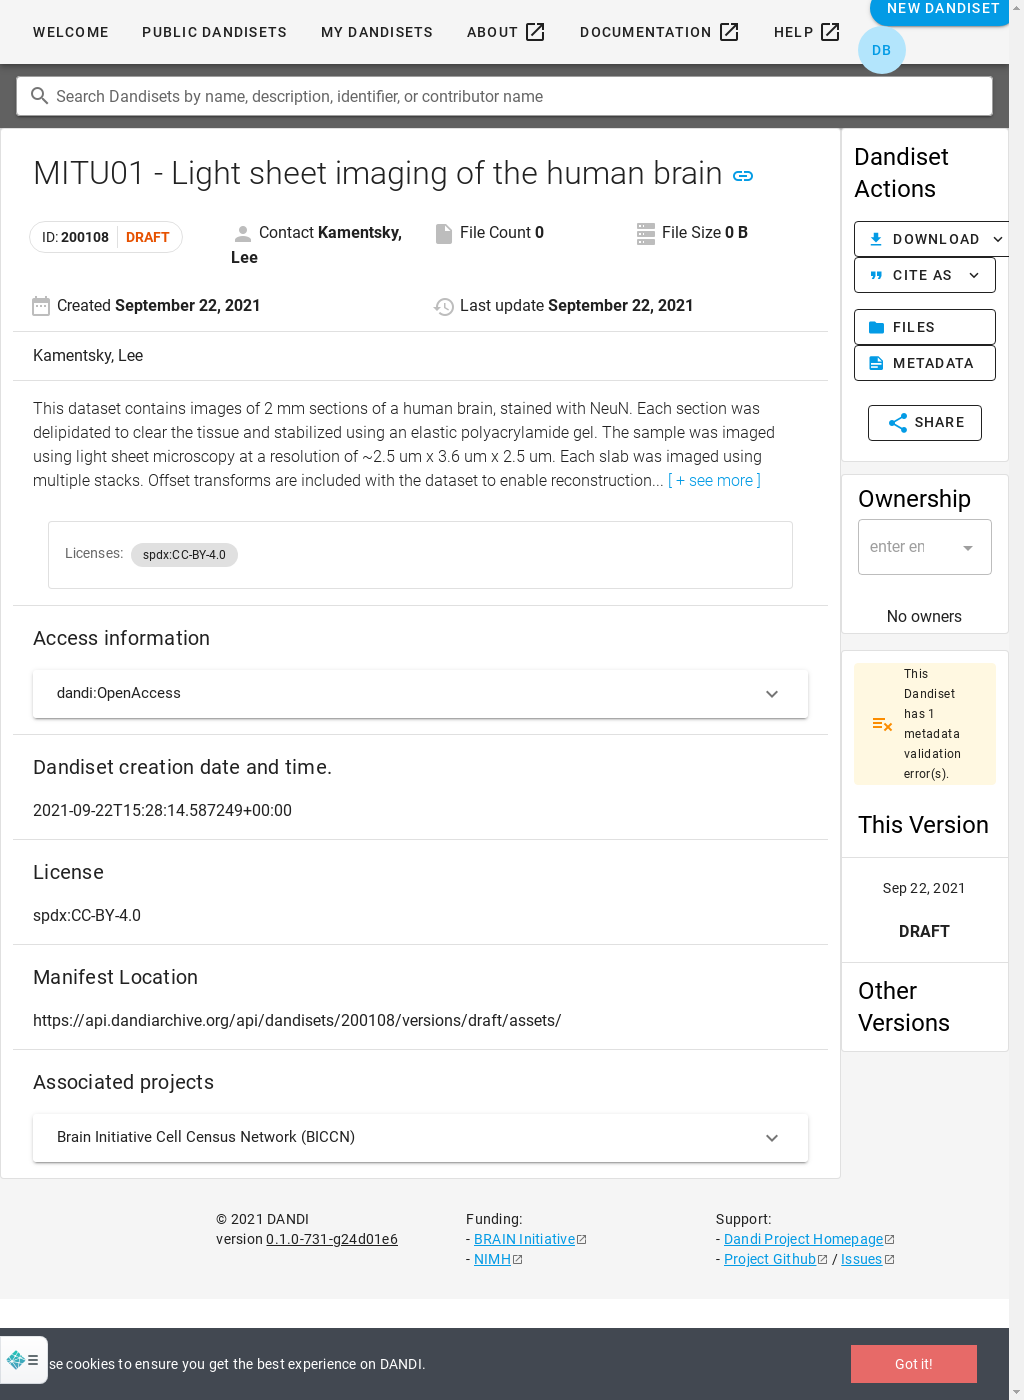 WELCOME PUBLIC DANDISETS MY DANDISETS ABOUT DOCUMENTATION HELP NEW DANDISET
DB
Search Dandisets by name, description, identifier, or contributor name
MITU01 - Light sheet imaging of the human brain
ID: 200108 DRAFT
Contact Kamentsky, Lee
File Count 0
File Size 0 B
Created September 22, 2021
Last update September 22, 2021
Kamentsky, Lee
This dataset contains images of 2 mm sections of a human brain, stained with NeuN. Each section was
delipidated to clear the tissue and stabilized using an elastic polyacrylamide gel. The sample was imaged
using light sheet microscopy at a resolution of ~2.5 um x 3.6 um x 2.5 um. Each slab was imaged using
multiple stacks. Offset transforms are included with the dataset to enable reconstruction... [ + see more ]
Licenses: spdx:CC-BY-4.0
Access information
dandi:OpenAccess
Dandiset creation date and time.
2021-09-22T15:28:14.587249+00:00
License
spdx:CC-BY-4.0
Manifest Location
https://api.dandiarchive.org/api/dandisets/200108/versions/draft/assets/
Associated projects
Brain Initiative Cell Census Network (BICCN)
Dandiset
Actions
DOWNLOAD
CITE AS
FILES
METADATA
SHARE
Ownership
enter
No owners
This
Dandiset
has 1
metadata
validation
error(s).
This Version
Sep 22, 2021
DRAFT
Other
Versions
© 2021 DANDI
version 0.1.0-731-g24d01e6
Funding:
- BRAIN Initiative
- NIMH
Support:
- Dandi Project Homepage
- Project Github / Issues
cookies to ensure you get the best experience on DANDI.
Got it!